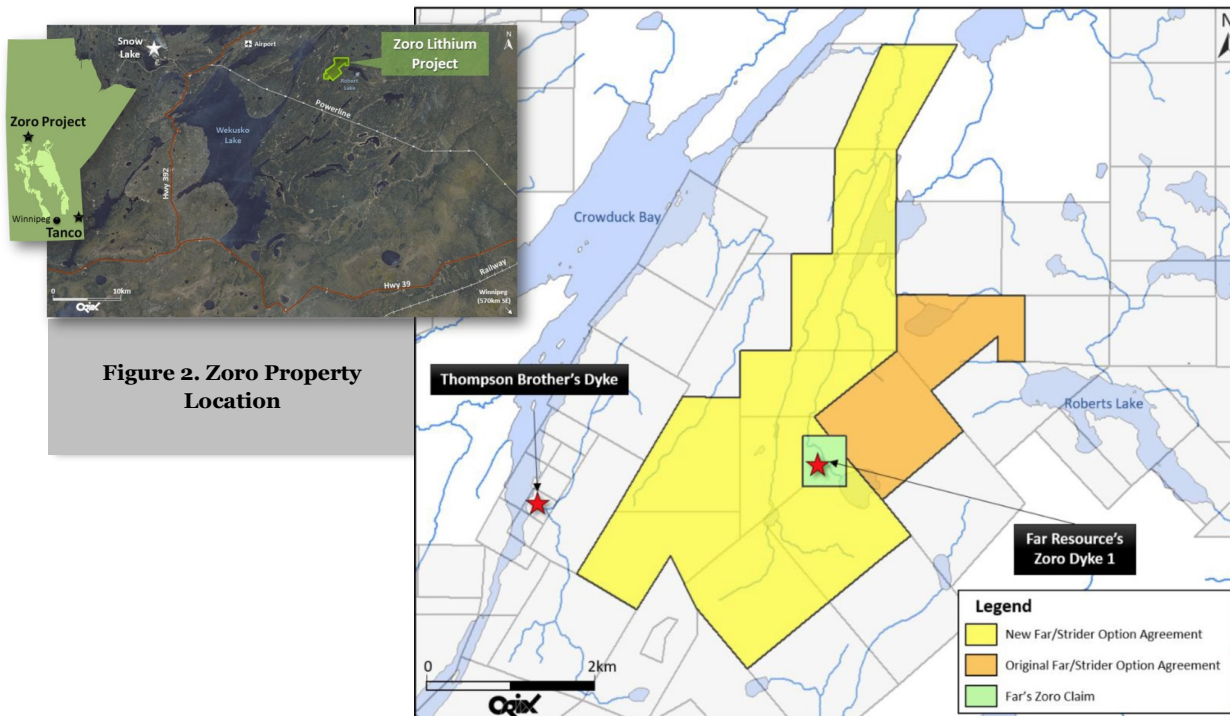 Snow
Lake
Airport
N
Zoro Lithium
Project
Roberts
Lake
Powerline
Zoro Project
Wekusko
Lake
Hwy 392
Winnipeg
Tanco
Railway
Hwy 39
Winnipeg
(570km SE)
0 10km
Figure 2. Zoro Property
Location
N
Crowduck Bay
Thompson Brother's Dyke
Roberts Lake
Far Resource's
Zoro Dyke 1
Legend
New Far/Strider Option Agreement
Original Far/Strider Option Agreement
Far's Zoro Claim
0 2km